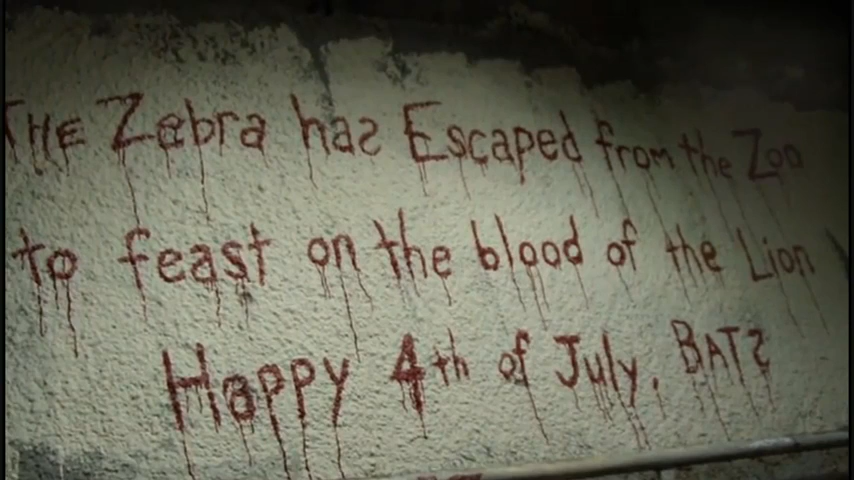 THE Zebra has Escaped from the Zoo
to feast on the blood of the Lion
Happy 4th of July, BATS